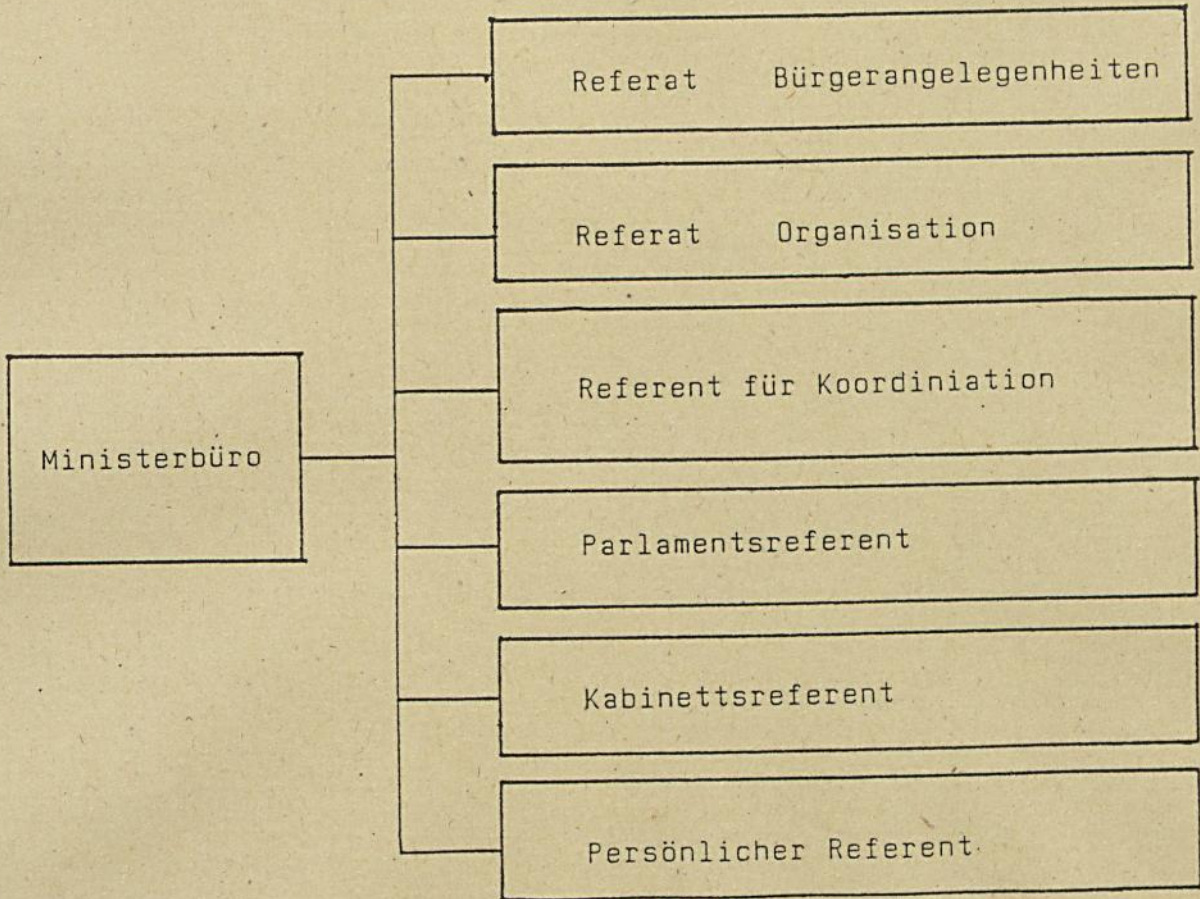 Referat Bürgerangelegenheiten
Referat Organisation
Referent für Koordiniation
Ministerbüro
Parlamentsreferent
Kabinettsreferent
Persönlicher Referent